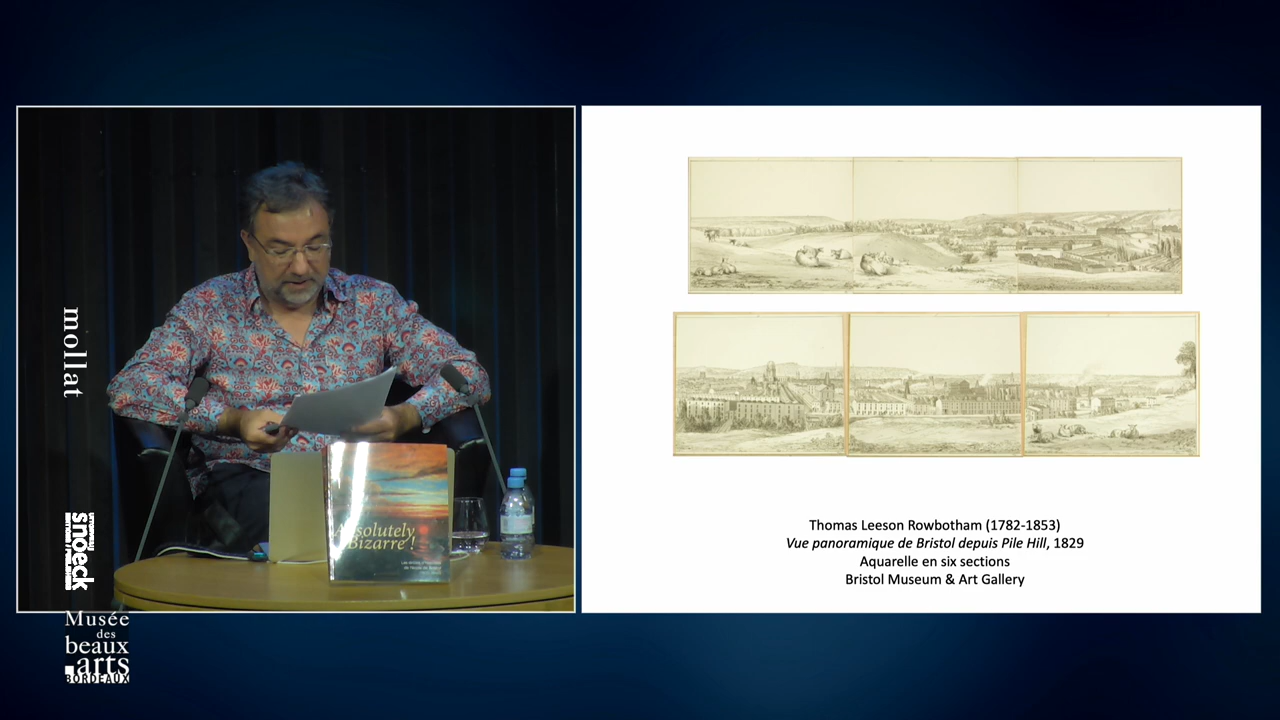 mollat
snoeck
Musée
des
beaux
.arts
BORDEAUX
Absolutely
Bizarre !
Thomas Leeson Rowbotham (1782-1853)
Vue panoramique de Bristol depuis Pile Hill, 1829
Aquarelle en six sections
Bristol Museum & Art Gallery